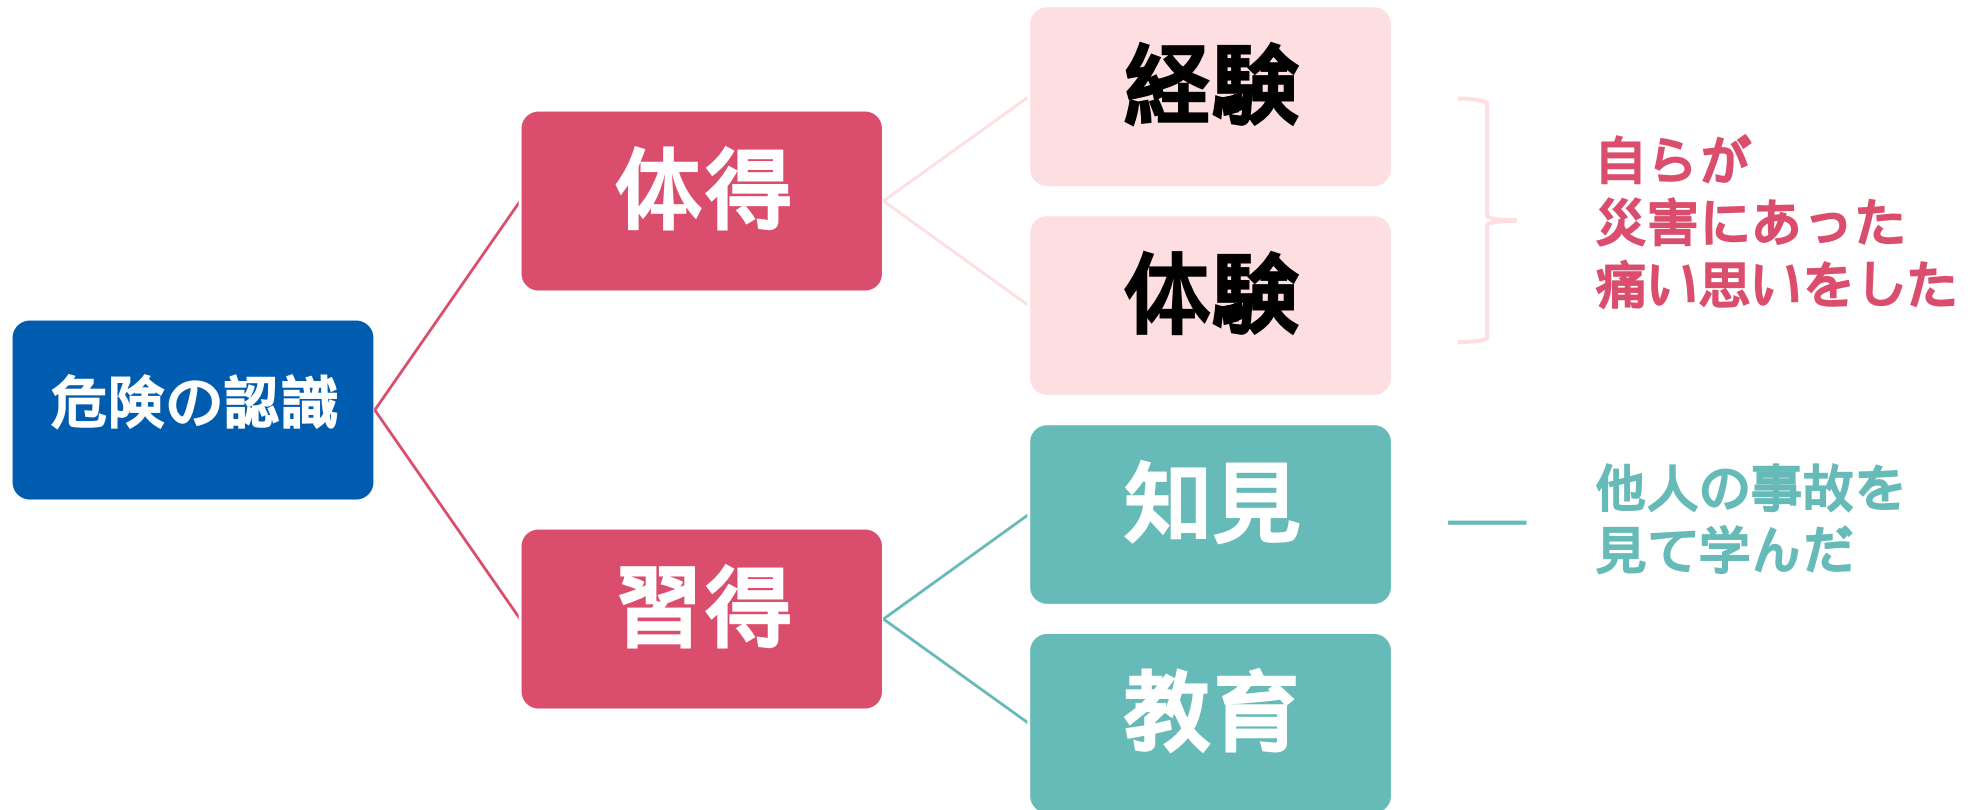 危険の認識
体得
習得
経験
体験
知見
教育
自らが
災害にあった
痛い思いをした
他人の事故を
見て学んだ